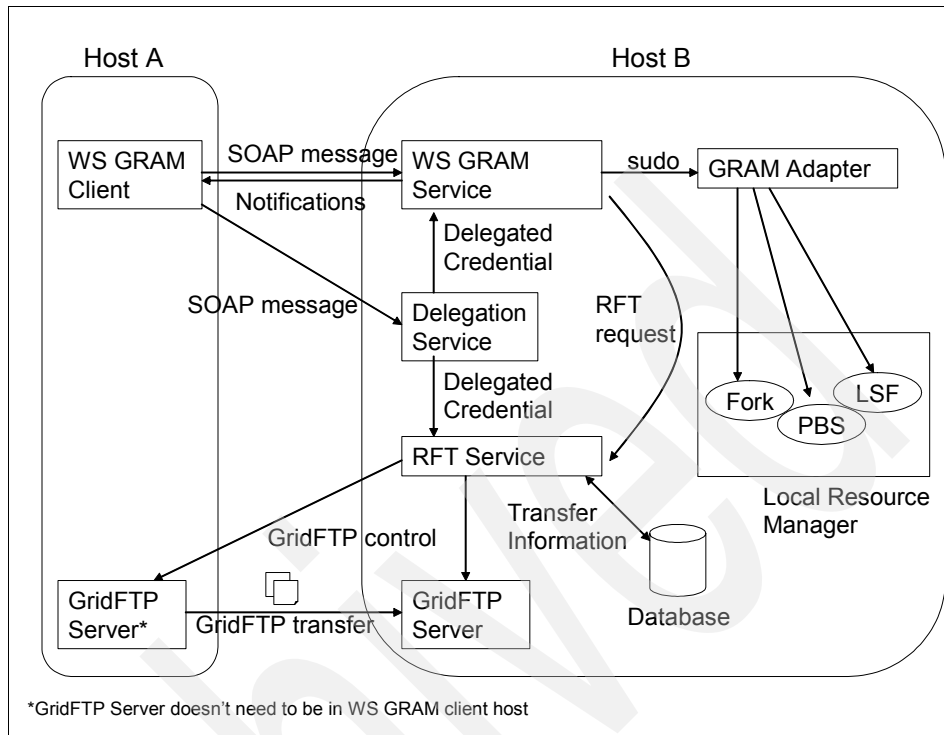 Host A
Host B
WS GRAM
Client
SOAP message
Notifications
WS GRAM
Service
sudo
GRAM Adapter
Delegated
Credential
SOAP message
Delegation
Service
RFT
request
Delegated
Credential
Fork
PBS
LSF
RFT Service
Local Resource
Manager
GridFTP control
Transfer
Information
GridFTP
Server*
GridFTP transfer
GridFTP
Server
Database
*GridFTP Server doesn't need to be in WS GRAM client host